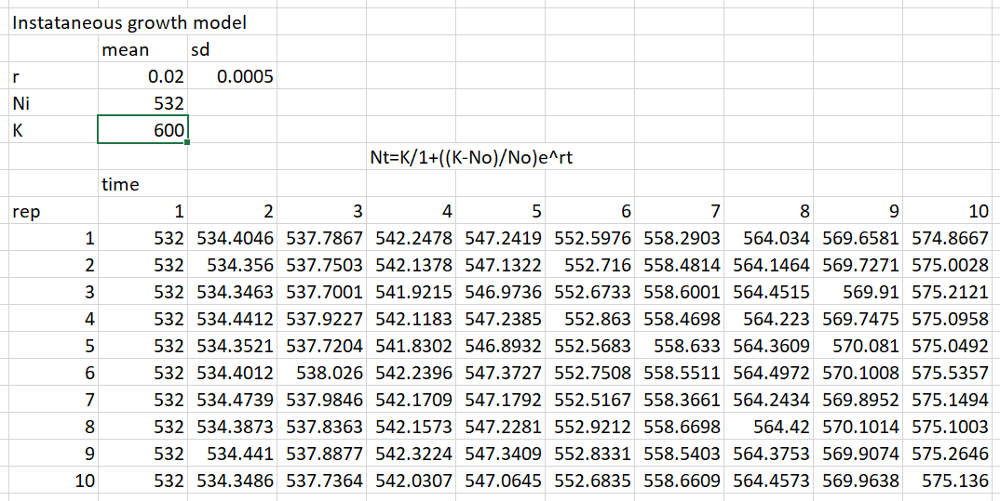 Instataneous growth model
mean sd
r 0.02 0.0005
Ni 532
K 600
Nt=K/1+((K-No)/No)e^rt
time
rep 1 2 3 4 5 6 7 8 9 10
1 532 534.4046 537.7867 542.2478 547.2419 552.5976 558.2903 564.034 569.6581 574.8667
2 532 534.356 537.7503 542.1378 547.1322 552.716 558.4814 564.1464 569.7271 575.0028
3 532 534.3463 537.7001 541.9215 546.9736 552.6733 558.6001 564.4515 569.91 575.2121
4 532 534.4412 537.9227 542.1183 547.2385 552.863 558.4698 564.223 569.7475 575.0958
5 532 534.3521 537.7204 541.8302 546.8932 552.5683 558.633 564.3609 570.081 575.0492
6 532 534.4012 538.026 542.2396 547.3727 552.7508 558.5511 564.4972 570.1008 575.5357
7 532 534.4739 537.9846 542.1709 547.1792 552.5167 558.3661 564.2434 569.8952 575.1494
8 532 534.3873 537.8363 542.1573 547.2281 552.9212 558.6698 564.42 570.1014 575.1003
9 532 534.441 537.8877 542.3224 547.3409 552.8331 558.5403 564.3753 569.9074 575.2646
10 532 534.3486 537.7364 542.0307 547.0645 552.6835 558.6609 564.4573 569.9638 575.136